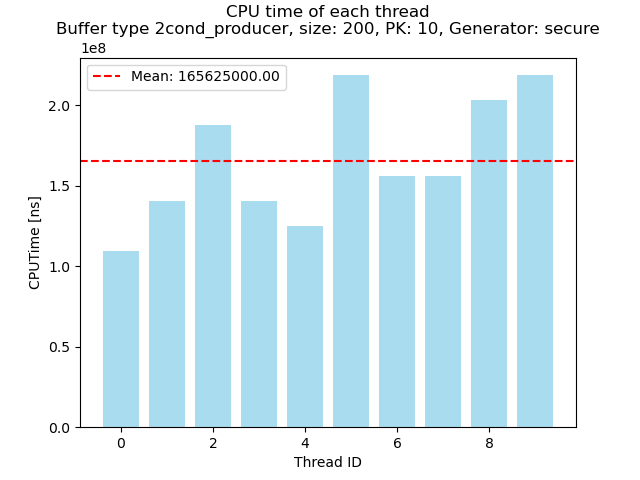 CPU time of each thread
Buffer type 2cond_producer, size: 200, PK: 10, Generator: secure
1e8
Mean: 165625000.00
2.0
1.5
1.0
0.5
0.0
CPUTime [ns]
0 2 4 6 8
Thread ID